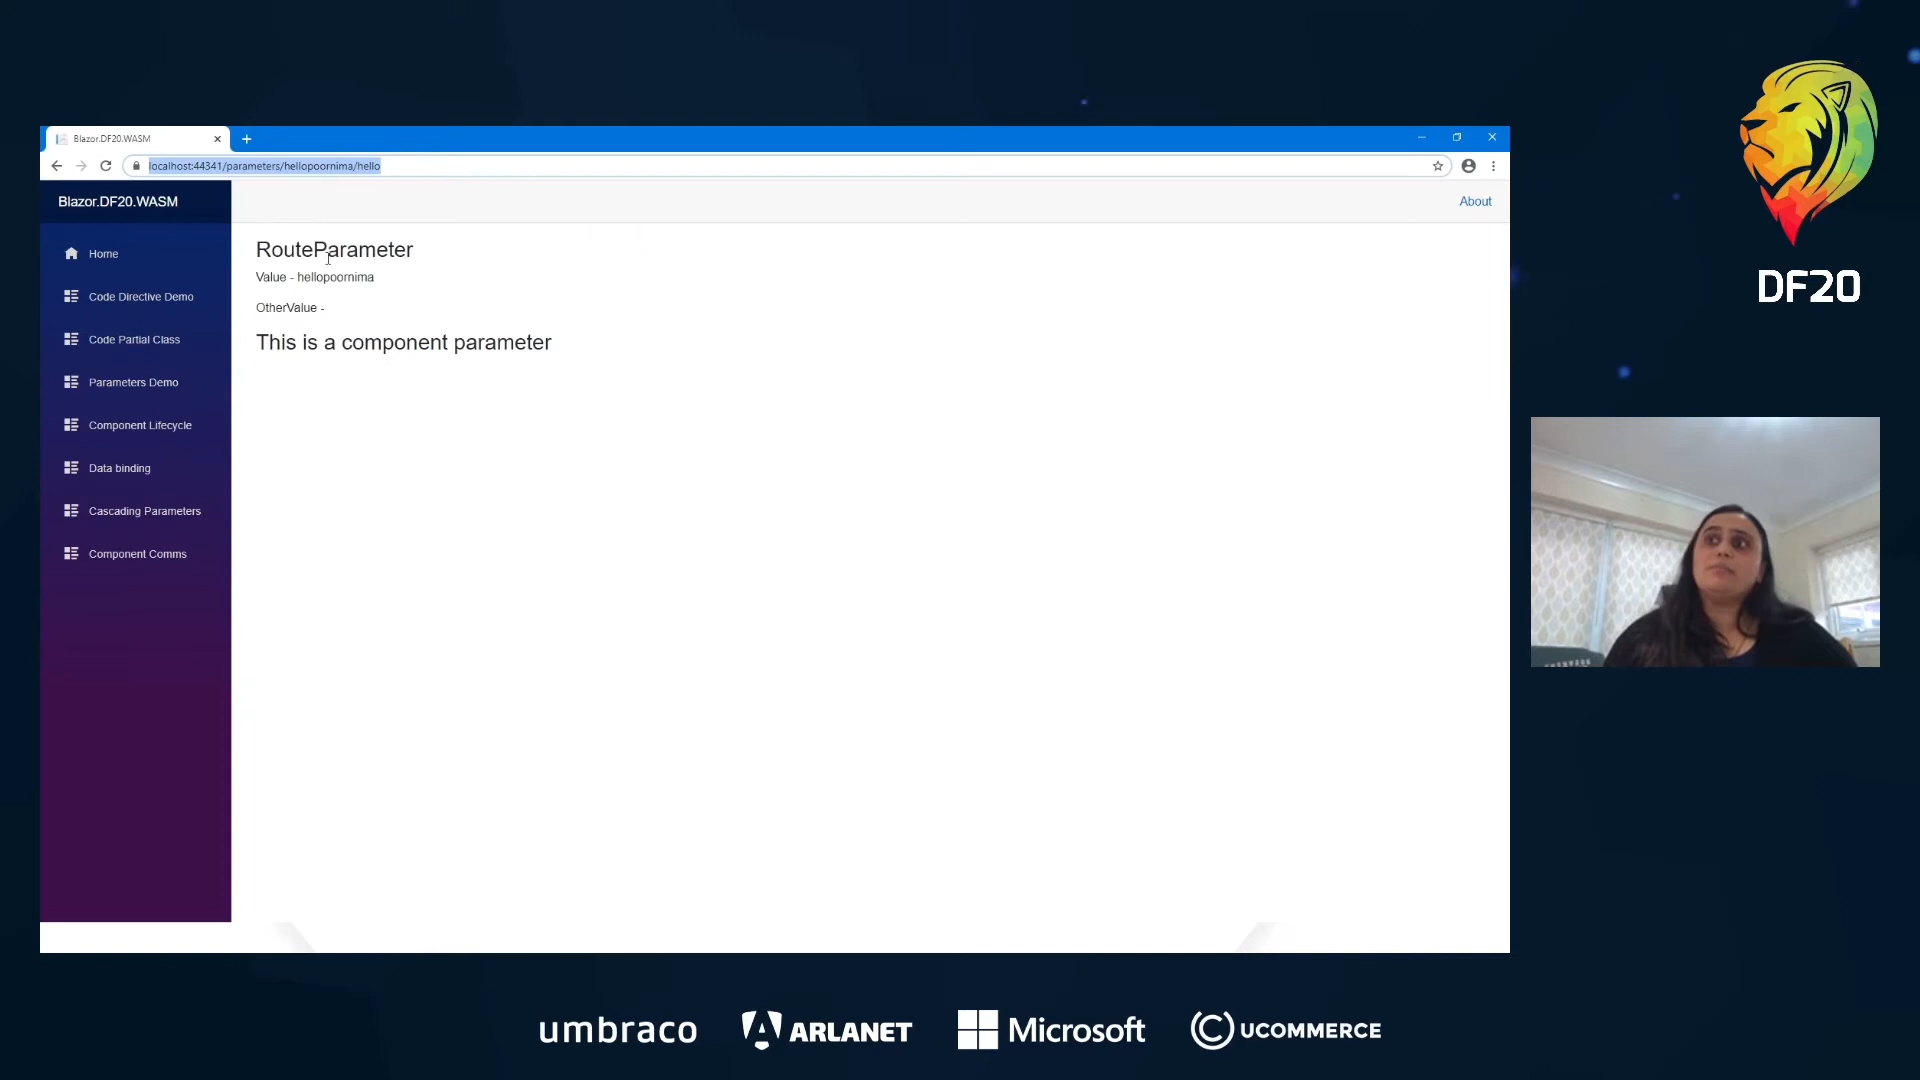 Blazor.DF20.WASM
localhost:44341/parameters/hellopoornima/hello
Blazor.DF20.WASM
About
Home
Code Directive Demo
Code Partial Class
Parameters Demo
Component Lifecycle
Data binding
Cascading Parameters
Component Comms
RouteParameter
Value - hellopoornima
OtherValue -
This is a component parameter
DF20
umbraco
ARLANET
Microsoft
UCOMMERCE